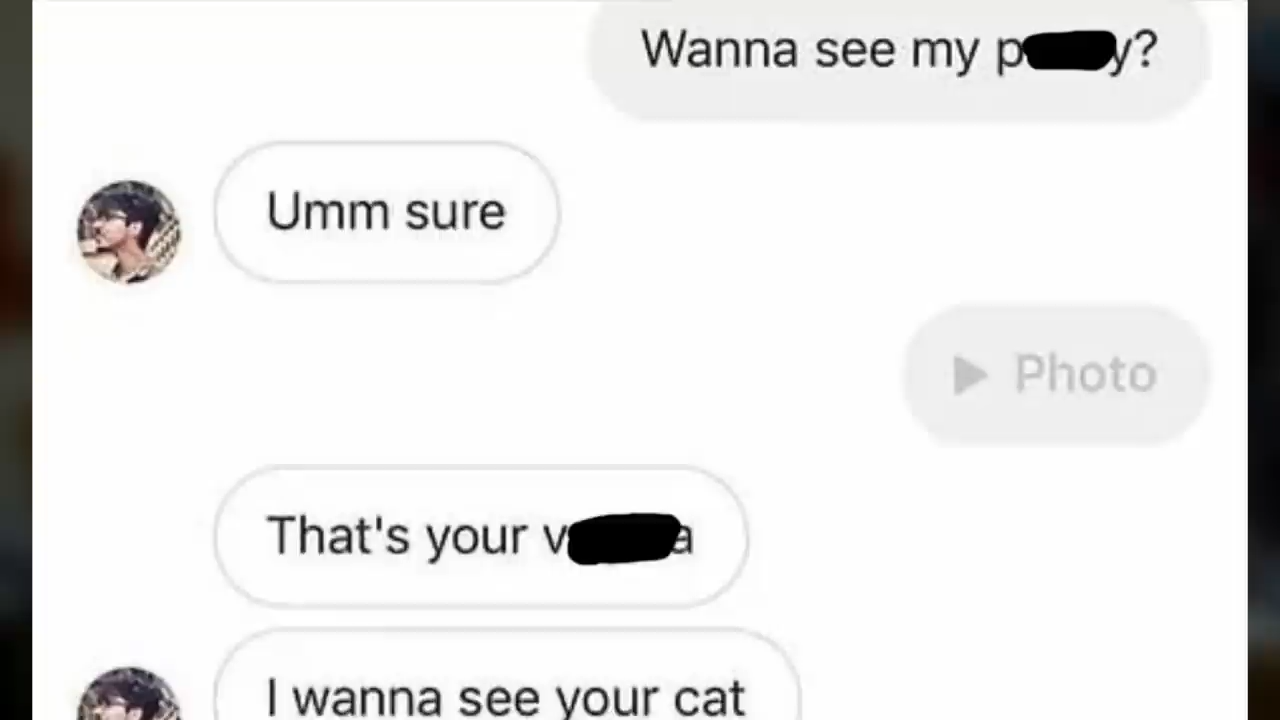 Wanna see my p y?
Umm sure
Photo
That's your v a
I wanna see your cat